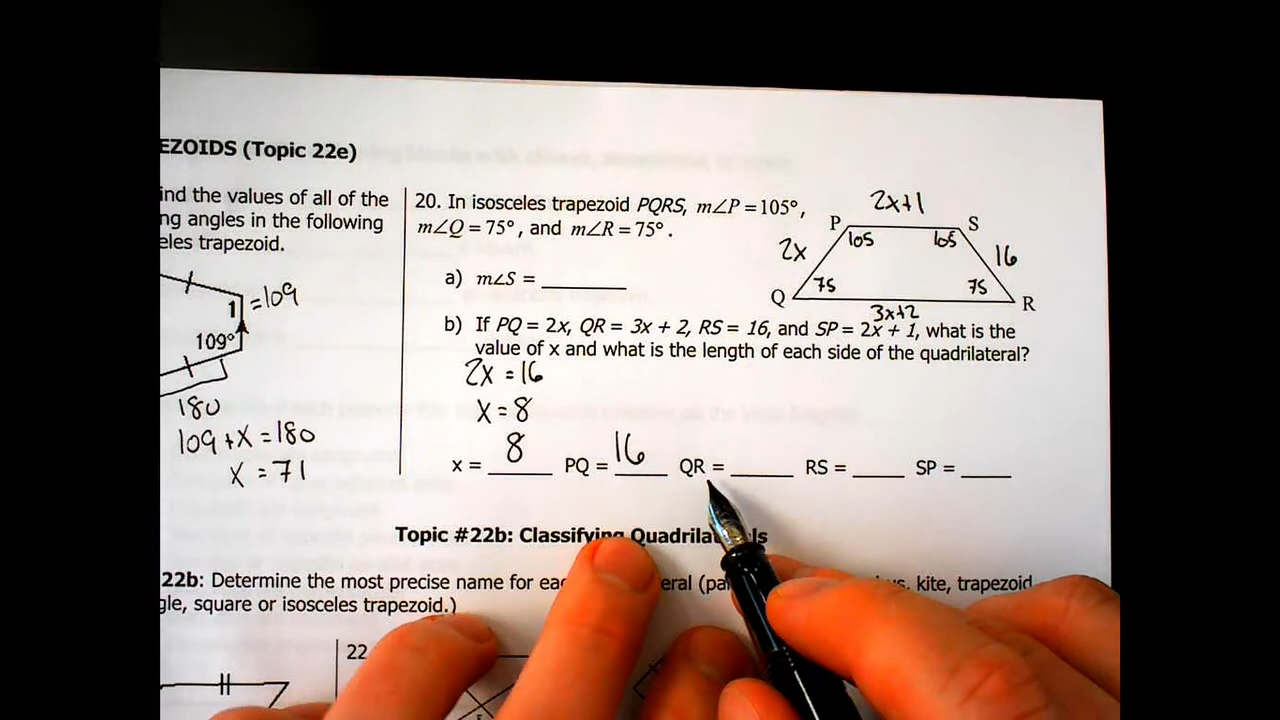 EZOIDS (Topic 22e)
ind the values of all of the
ng angles in the following
eles trapezoid.
1 = 109
109°
180
109 + x = 180
x = 71
20. In isosceles trapezoid PQRS, m∠P = 105°,
m∠Q = 75°, and m∠R = 75°.
2x+1
P S
105 105
2x 16
75 75
Q R
3x+2
a) m∠S = ________
b) If PQ = 2x, QR = 3x + 2, RS = 16, and SP = 2x + 1, what is the
value of x and what is the length of each side of the quadrilateral?
2x = 16
x = 8
x = 8 PQ = 16 QR = ______ RS = _____ SP = _____
Topic #22b: Classifying Quadrilat ls
22b: Determine the most precise name for ea eral (pa kite, trapezoid
gle, square or isosceles trapezoid.)
22